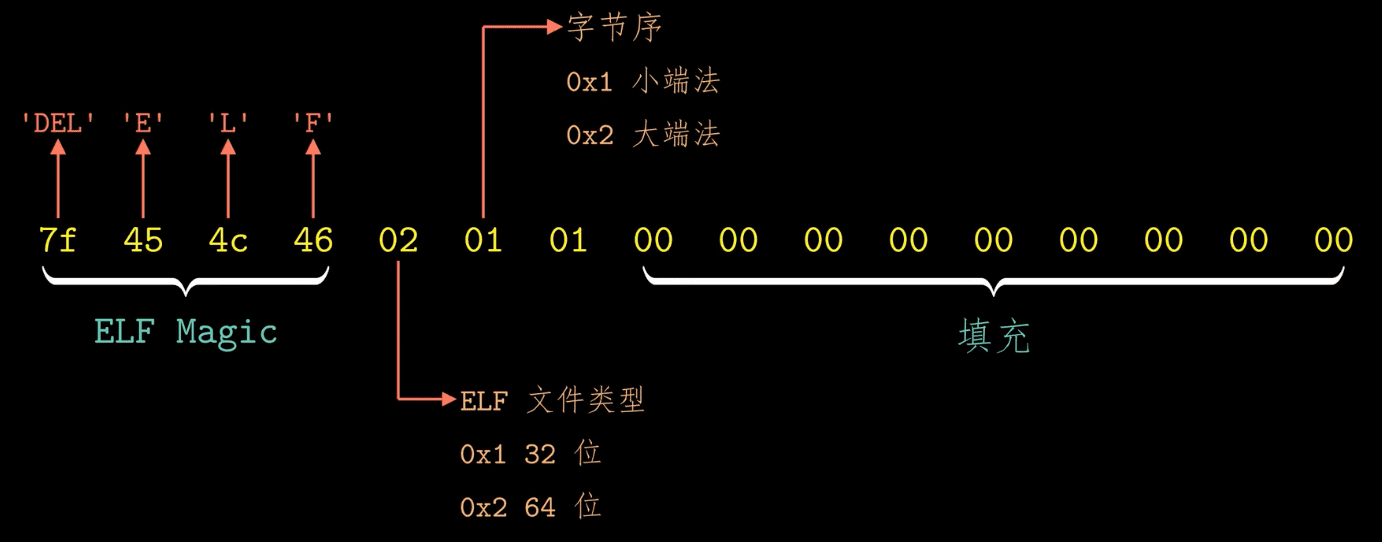 字节序
0x1 小端法
0x2 大端法
'DEL' 'E' 'L' 'F'
7f 45 4c 46 02 01 01 00 00 00 00 00 00 00 00 00
ELF Magic
填充
ELF 文件类型
0x1 32 位
0x2 64 位